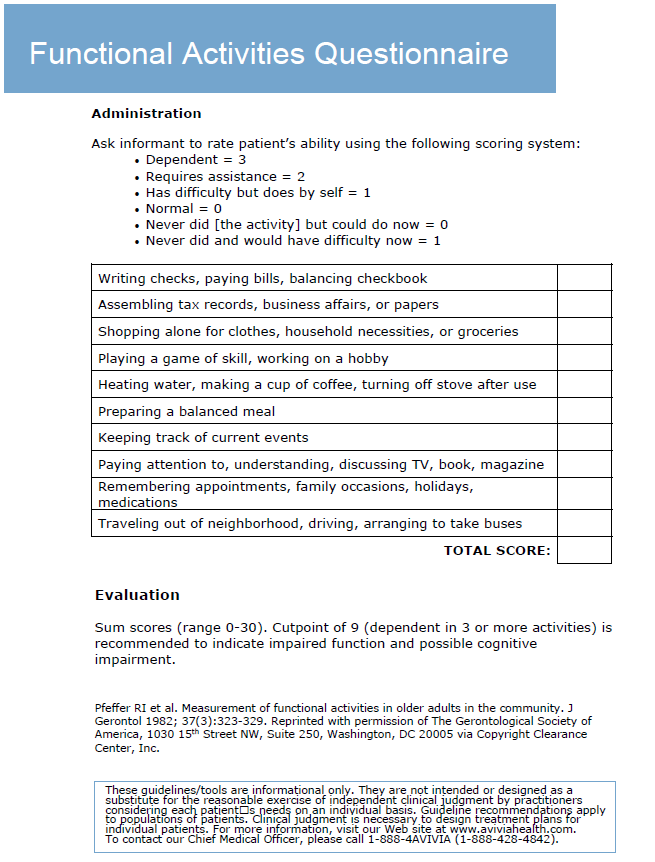 Functional Activities Questionnaire
Administration
Ask informant to rate patient's ability using the following scoring system:
• Dependent = 3
• Requires assistance = 2
• Has difficulty but does by self = 1
• Normal = 0
• Never did [the activity] but could do now = 0
• Never did and would have difficulty now = 1
Writing checks, paying bills, balancing checkbook
Assembling tax records, business affairs, or papers
Shopping alone for clothes, household necessities, or groceries
Playing a game of skill, working on a hobby
Heating water, making a cup of coffee, turning off stove after use
Preparing a balanced meal
Keeping track of current events
Paying attention to, understanding, discussing TV, book, magazine
Remembering appointments, family occasions, holidays,
medications
Traveling out of neighborhood, driving, arranging to take buses
TOTAL SCORE:
Evaluation
Sum scores (range 0-30). Cutpoint of 9 (dependent in 3 or more activities) is
recommended to indicate impaired function and possible cognitive
impairment.
Pfeffer RI et al. Measurement of functional activities in older adults in the community. J
Gerontol 1982; 37(3):323-329. Reprinted with permission of The Gerontological Society of
America, 1030 15th Street NW, Suite 250, Washington, DC 20005 via Copyright Clearance
Center, Inc.
These guidelines/tools are informational only. They are not intended or designed as a
substitute for the reasonable exercise of independent clinical judgment by practitioners
considering each patient□s needs on an individual basis. Guideline recommendations apply
to populations of patients. Clinical judgment is necessary to design treatment plans for
individual patients. For more information, visit our Web site at www.aviviahealth.com.
To contact our Chief Medical Officer, please call 1-888-4AVIVIA (1-888-428-4842).